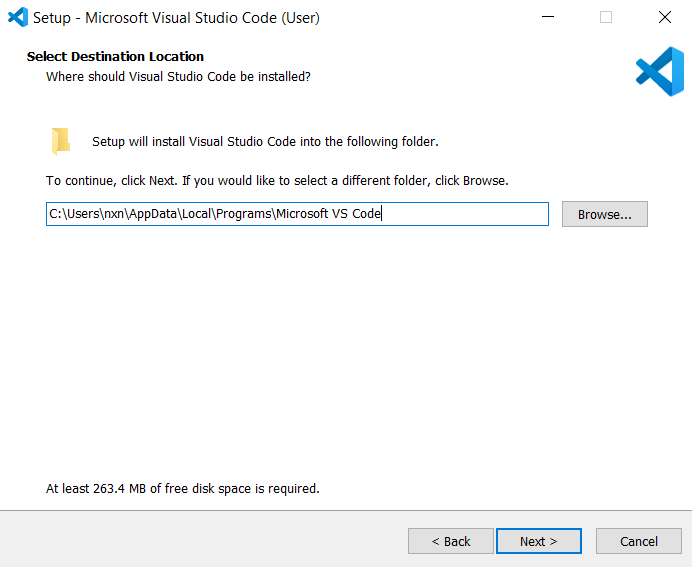 Setup - Microsoft Visual Studio Code (User)
Select Destination Location
Where should Visual Studio Code be installed?
Setup will install Visual Studio Code into the following folder.
To continue, click Next. If you would like to select a different folder, click Browse.
C:\Users\nxn\AppData\Local\Programs\Microsoft VS Code
Browse...
At least 263.4 MB of free disk space is required.
< Back
Next >
Cancel